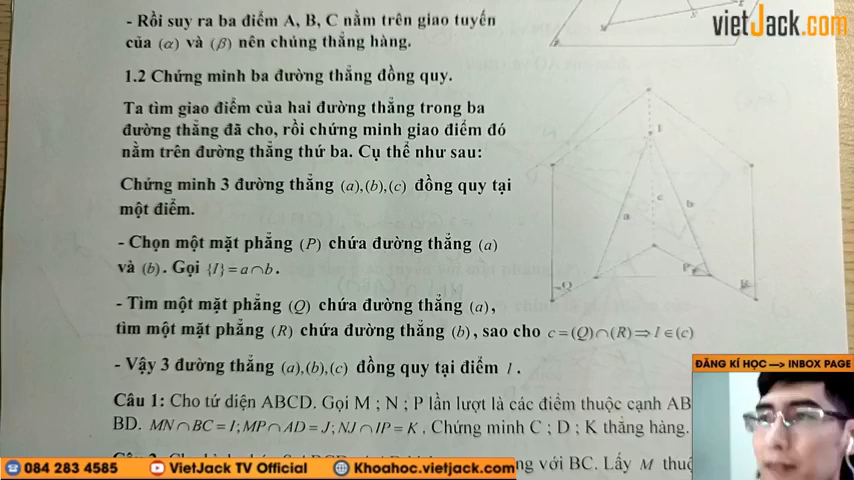 vietJack.com
- Rồi suy ra ba điểm A, B, C nằm trên giao tuyến
của (α) và (β) nên chúng thẳng hàng.
1.2 Chứng minh ba đường thẳng đồng quy.
Ta tìm giao điểm của hai đường thẳng trong ba
đường thẳng đã cho, rồi chứng minh giao điểm đó
nằm trên đường thẳng thứ ba. Cụ thể như sau:
Chứng minh 3 đường thẳng (a),(b),(c) đồng quy tại
một điểm.
- Chọn một mặt phẳng (P) chứa đường thẳng (a)
và (b). Gọi {I}=a∩b.
- Tìm một mặt phẳng (Q) chứa đường thẳng (a),
tìm một mặt phẳng (R) chứa đường thẳng (b), sao cho c=(Q)∩(R)⇒I∈(c)
- Vậy 3 đường thẳng (a),(b),(c) đồng quy tại điểm I.
I
a
c
b
Q
P
R
Câu 1: Cho tứ diện ABCD. Gọi M ; N ; P lần lượt là các điểm thuộc cạnh AB
BD. MN∩BC=I;MP∩AD=J;NJ∩IP=K. Chứng minh C ; D ; K thẳng hàng.
ng với BC. Lấy M thuộ
ĐĂNG KÍ HỌC —> INBOX PAGE
084 283 4585
VietJack TV Official
Khoahoc.vietjack.com